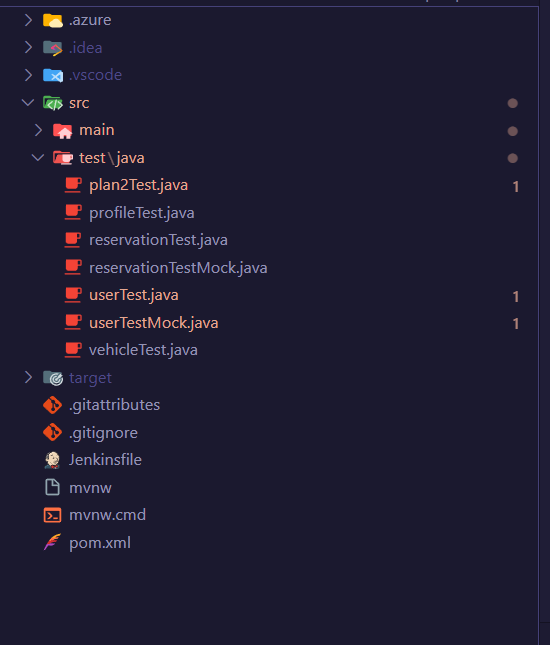 .azure
.idea
.vscode
src
main
test\java
plan2Test.java 1
profileTest.java
reservationTest.java
reservationTestMock.java
userTest.java 1
userTestMock.java 1
vehicleTest.java
target
.gitattributes
.gitignore
Jenkinsfile
mvnw
mvnw.cmd
pom.xml